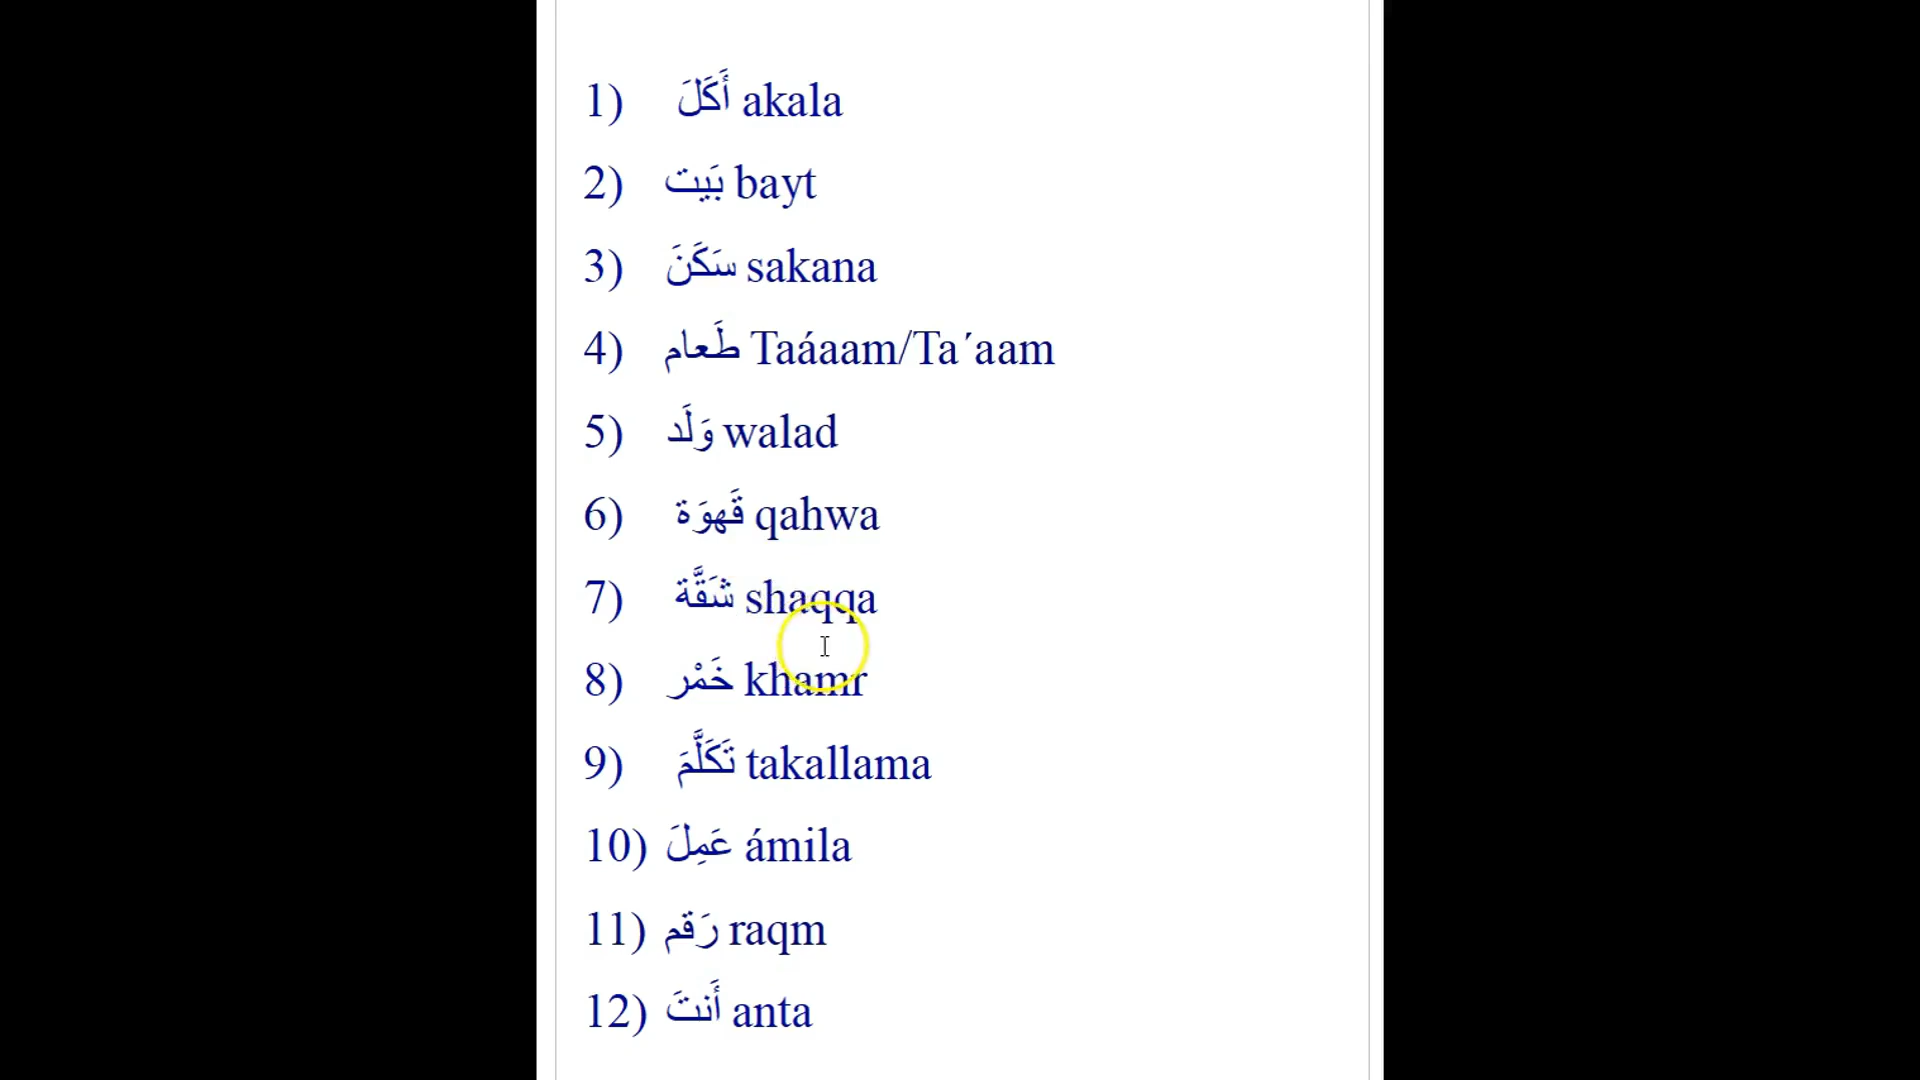 1) أَكَلَ akala
2) بَيت bayt
3) سَكَنَ sakana
4) طَعام Taáaam/Ta´aam
5) وَلَد walad
6) قَهوَة qahwa
7) شَقَّة shaqqa
8) خَمْر khamr
9) تَكَلَّمَ takallama
10) عَمِلَ ámila
11) رَقم raqm
12) أَنتَ anta